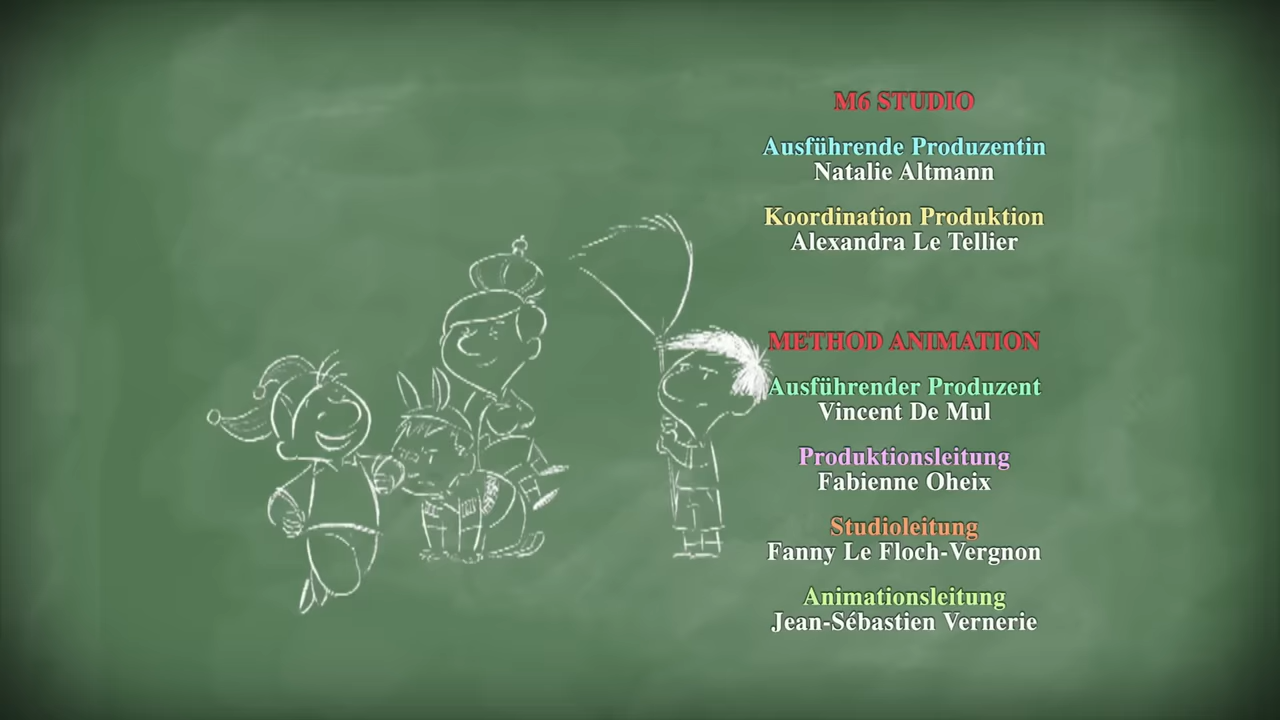 M6 STUDIO
Ausführende Produzentin
Natalie Altmann
Koordination Produktion
Alexandra Le Tellier
METHOD ANIMATION
Ausführender Produzent
Vincent De Mul
Produktionsleitung
Fabienne Oheix
Studioleitung
Fanny Le Floch-Vergnon
Animationsleitung
Jean-Sébastien Vernerie